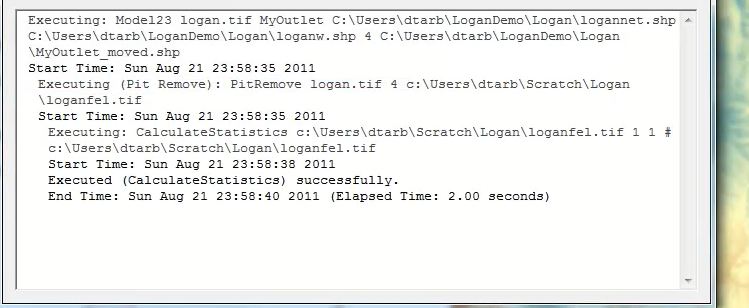 Executing: Model23 logan.tif MyOutlet C:\Users\dtarb\LoganDemo\Logan\logannet.shp
C:\Users\dtarb\LoganDemo\Logan\loganw.shp 4 C:\Users\dtarb\LoganDemo\Logan
\MyOutlet_moved.shp
Start Time: Sun Aug 21 23:58:35 2011
Executing (Pit Remove): PitRemove logan.tif 4 c:\Users\dtarb\Scratch\Logan
\loganfel.tif
Start Time: Sun Aug 21 23:58:35 2011
Executing: CalculateStatistics c:\Users\dtarb\Scratch\Logan\loganfel.tif 1 1 #
c:\Users\dtarb\Scratch\Logan\loganfel.tif
Start Time: Sun Aug 21 23:58:38 2011
Executed (CalculateStatistics) successfully.
End Time: Sun Aug 21 23:58:40 2011 (Elapsed Time: 2.00 seconds)